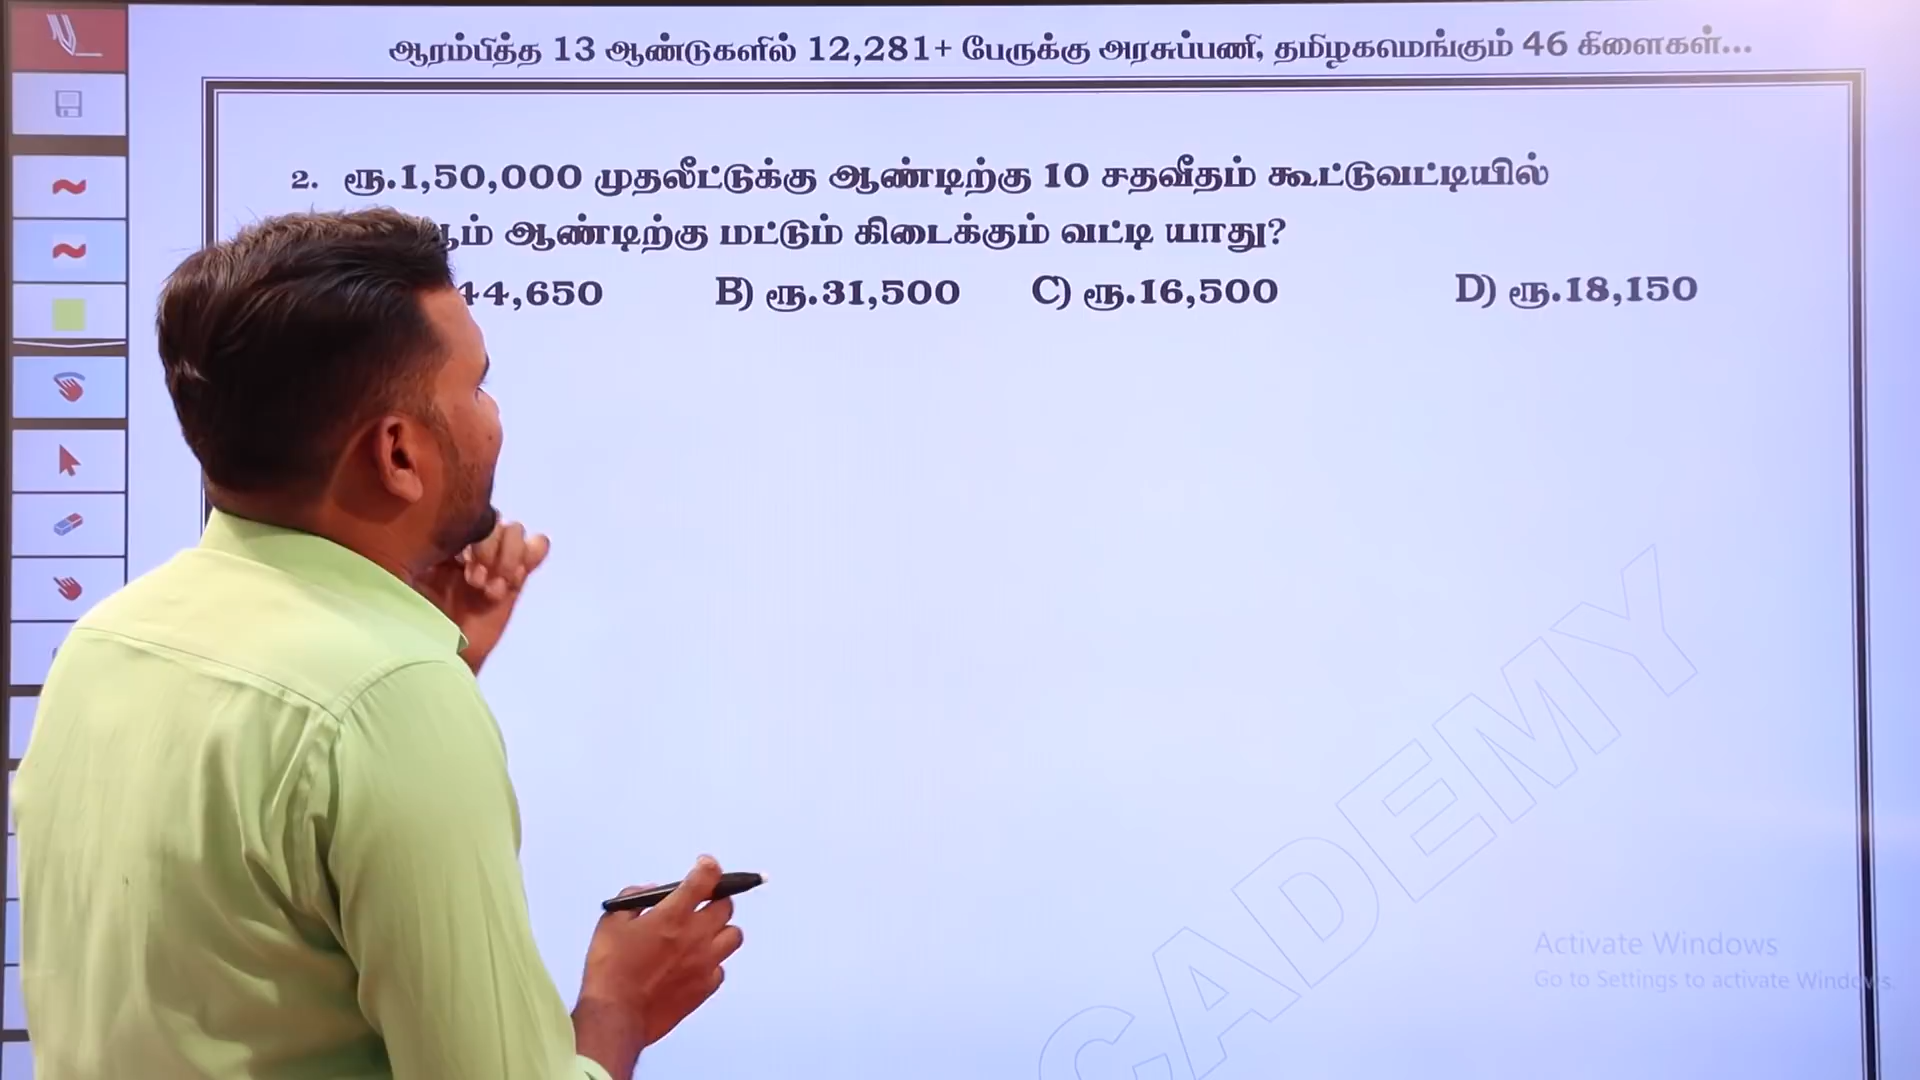 ஆரம்பித்த 13 ஆண்டுகளில் 12,281+ பேருக்கு அரசுப்பணி, தமிழகமெங்கும் 46 கிளைகள்...
2. ரூ.1,50,000 முதலீட்டுக்கு ஆண்டிற்கு 10 சதவீதம் கூட்டுவட்டியில்
ஆண்டிற்கு மட்டும் கிடைக்கும் வட்டி யாது?
44,650 B) ரூ.31,500 C) ரூ.16,500 D) ரூ.18,150
CADEMY
Activate Windows
Go to Settings to activate Windows.